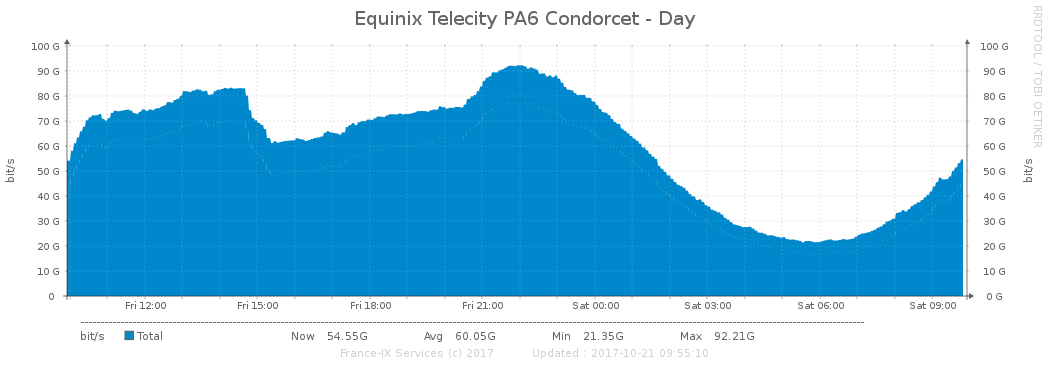 Equinix Telecity PA6 Condorcet - Day
RRDTOOL / TOBI OETIKER
100 G 100 G
90 G 90 G
80 G 80 G
70 G 70 G
60 G 60 G
50 G 50 G
40 G 40 G
30 G 30 G
20 G 20 G
10 G 10 G
0 0 G
bit/s bit/s
Fri 12:00 Fri 15:00 Fri 18:00 Fri 21:00 Sat 00:00 Sat 03:00 Sat 06:00 Sat 09:00
bit/s Total Now 54.55G Avg 60.05G Min 21.35G Max 92.21G
France-IX Services (c) 2017 Updated : 2017-10-21 09:55:10